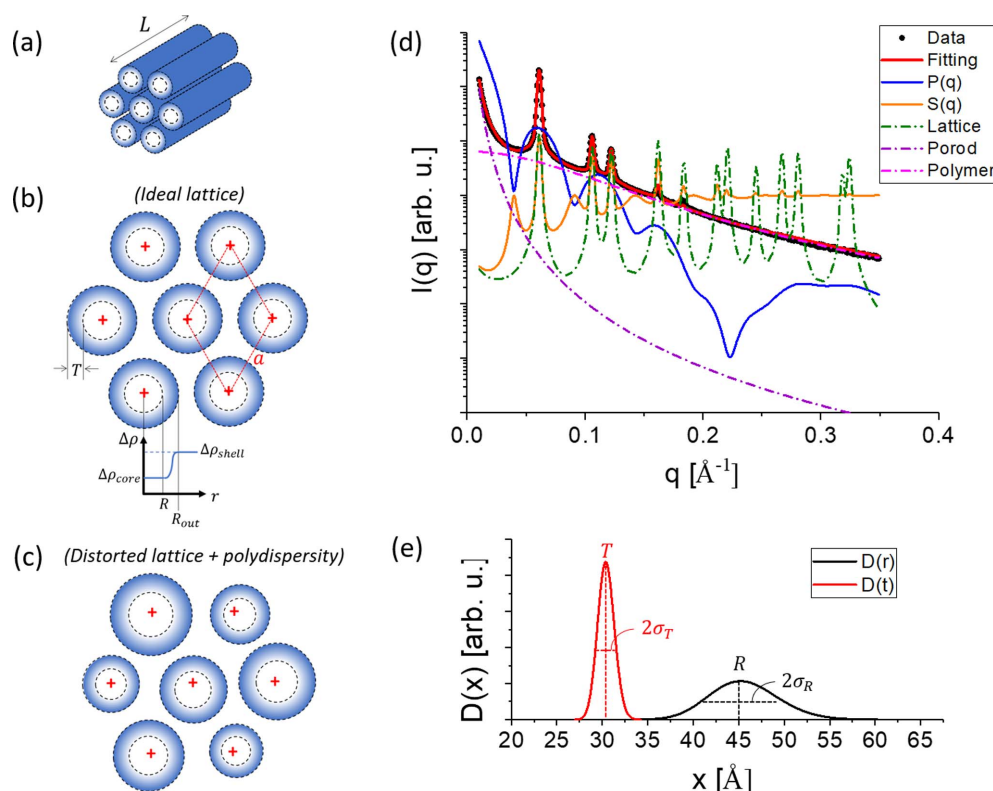 (a)
L
(b)
(Ideal lattice)
T
a
Δρ
Δρshell
Δρcore
R
r
Rout
(c)
(Distorted lattice + polydispersity)
(d)
Data
Fitting
P(q)
S(q)
Lattice
Porod
Polymer
I(q) [arb. u.]
0.0 0.1 0.2 0.3 0.4
q [Å-1]
(e)
D(r)
D(t)
T
2σT
R
2σR
D(x) [arb. u.]
20 25 30 35 40 45 50 55 60 65
x [Å]